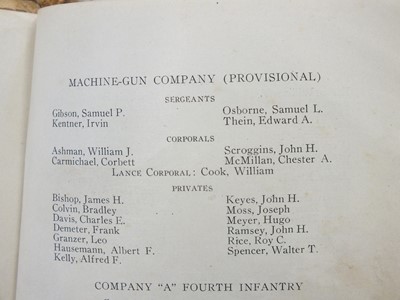 MACHINE-GUN COMPANY (PROVISIONAL)
SERGEANTS
Gibson, Samuel P. Osborne, Samuel L.
Kentner, Irvin Thein, Edward A.
CORPORALS
Ashman, William J. Scroggins, John H.
Carmichael, Corbett McMillan, Chester A.
LANCE CORPORAL: Cook, William
PRIVATES
Bishop, James H. Keyes, John H.
Colvin, Bradley Moss, Joseph
Davis, Charles E. Meyer, Hugo
Demeter, Frank Ramsey, John H.
Granzer, Leo Rice, Roy C.
Hausemann, Albert F. Spencer, Walter T.
Kelly, Alfred F.
COMPANY "A" FOURTH INFANTRY